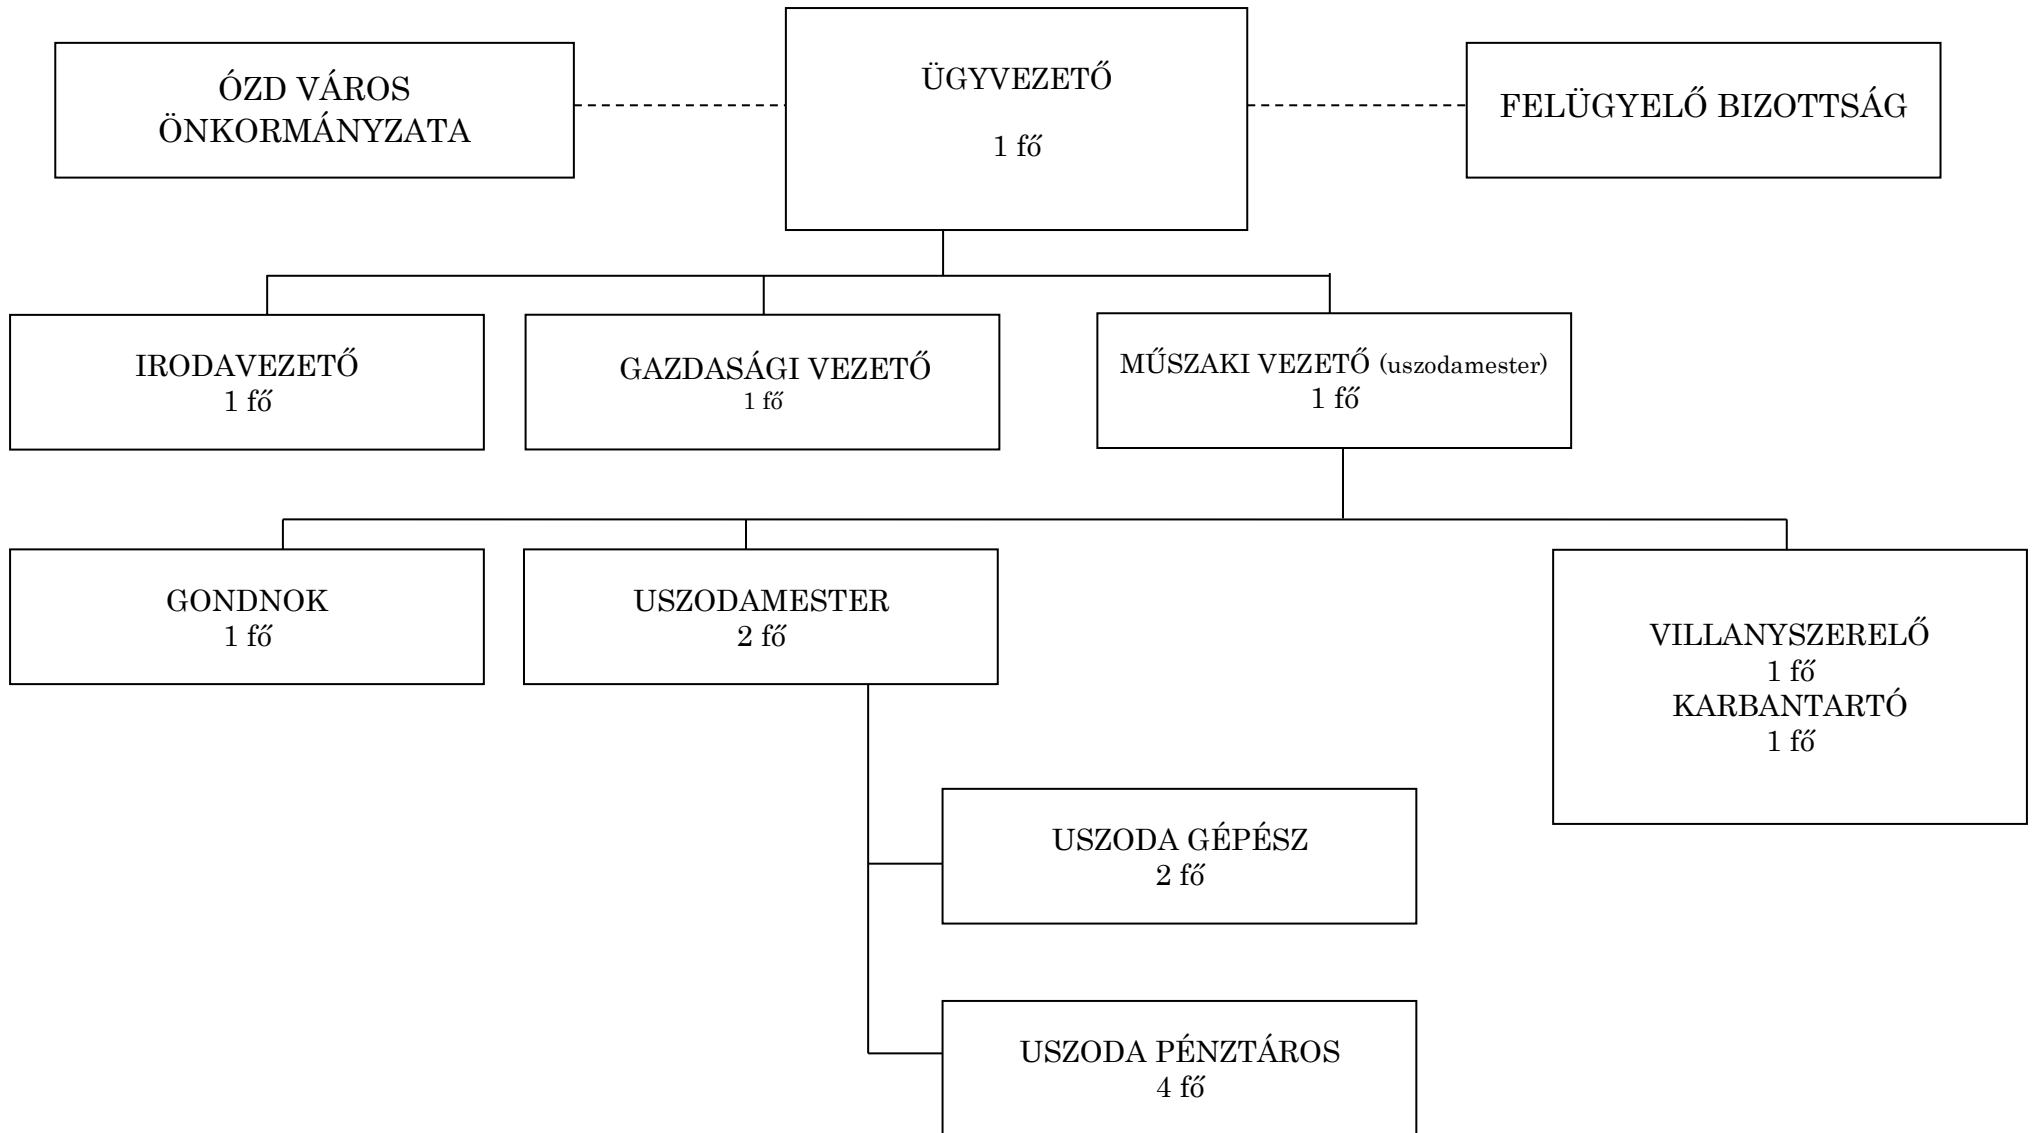 ÓZD VÁROS
ÖNKORMÁNYZATA
ÜGYVEZETŐ
1 fő
FELÜGYELŐ BIZOTTSÁG
IRODAVEZETŐ
1 fő
GAZDASÁGI VEZETŐ
1 fő
MŰSZAKI VEZETŐ (uszodamester)
1 fő
GONDNOK
1 fő
USZODAMESTER
2 fő
VILLANYSZERELŐ
1 fő
KARBANTARTÓ
1 fő
USZODA GÉPÉSZ
2 fő
USZODA PÉNZTÁROS
4 fő